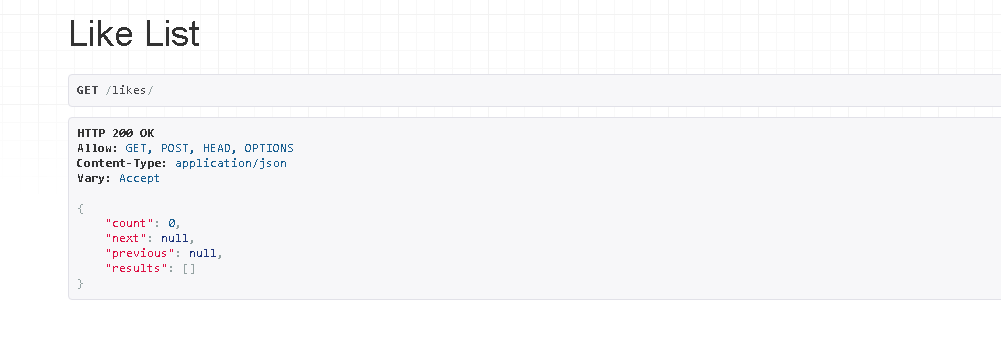 Like List
GET /likes/
HTTP 200 OK
Allow: GET, POST, HEAD, OPTIONS
Content-Type: application/json
Vary: Accept
{
    "count": 0,
    "next": null,
    "previous": null,
    "results": []
}